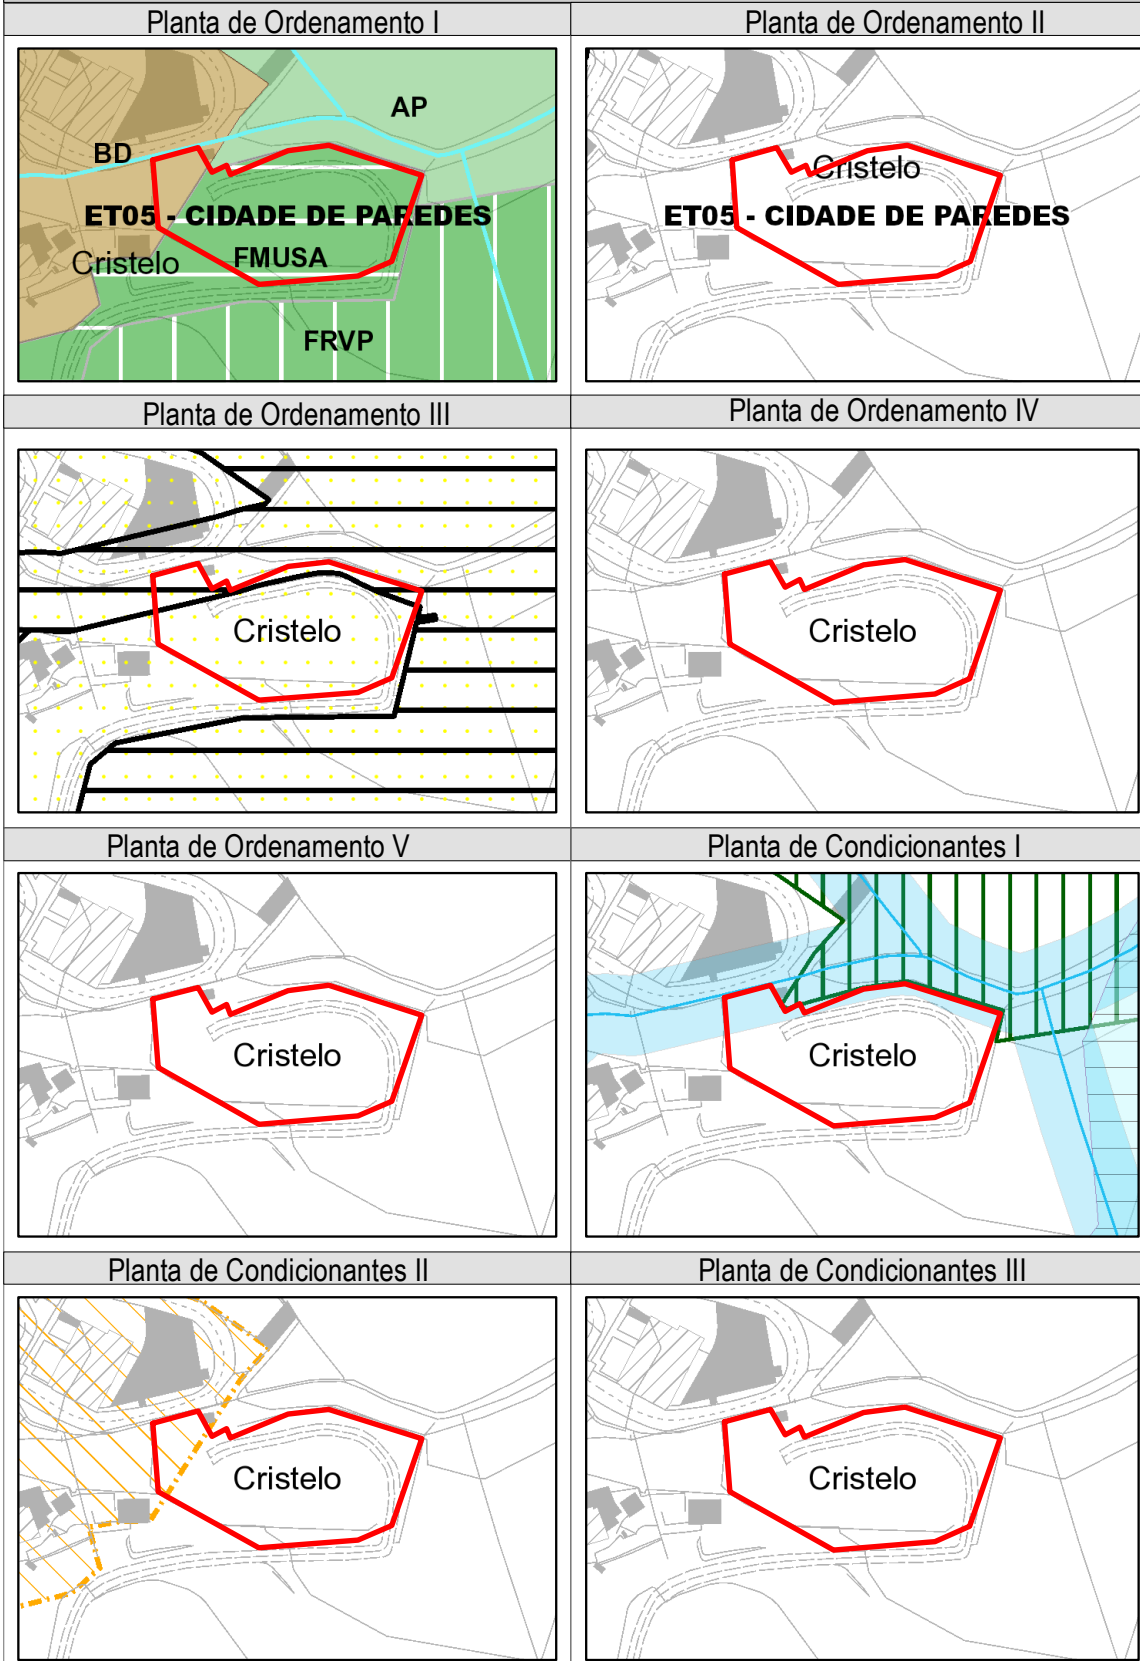 Planta de Ordenamento I
Planta de Ordenamento II
AP
BD
ET05 - CIDADE DE PAREDES
Cristelo
FMUSA
FRVP
Cristelo
ET05 - CIDADE DE PAREDES
Planta de Ordenamento III
Planta de Ordenamento IV
Cristelo
Cristelo
Planta de Ordenamento V
Planta de Condicionantes I
Cristelo
Cristelo
Planta de Condicionantes II
Planta de Condicionantes III
Cristelo
Cristelo